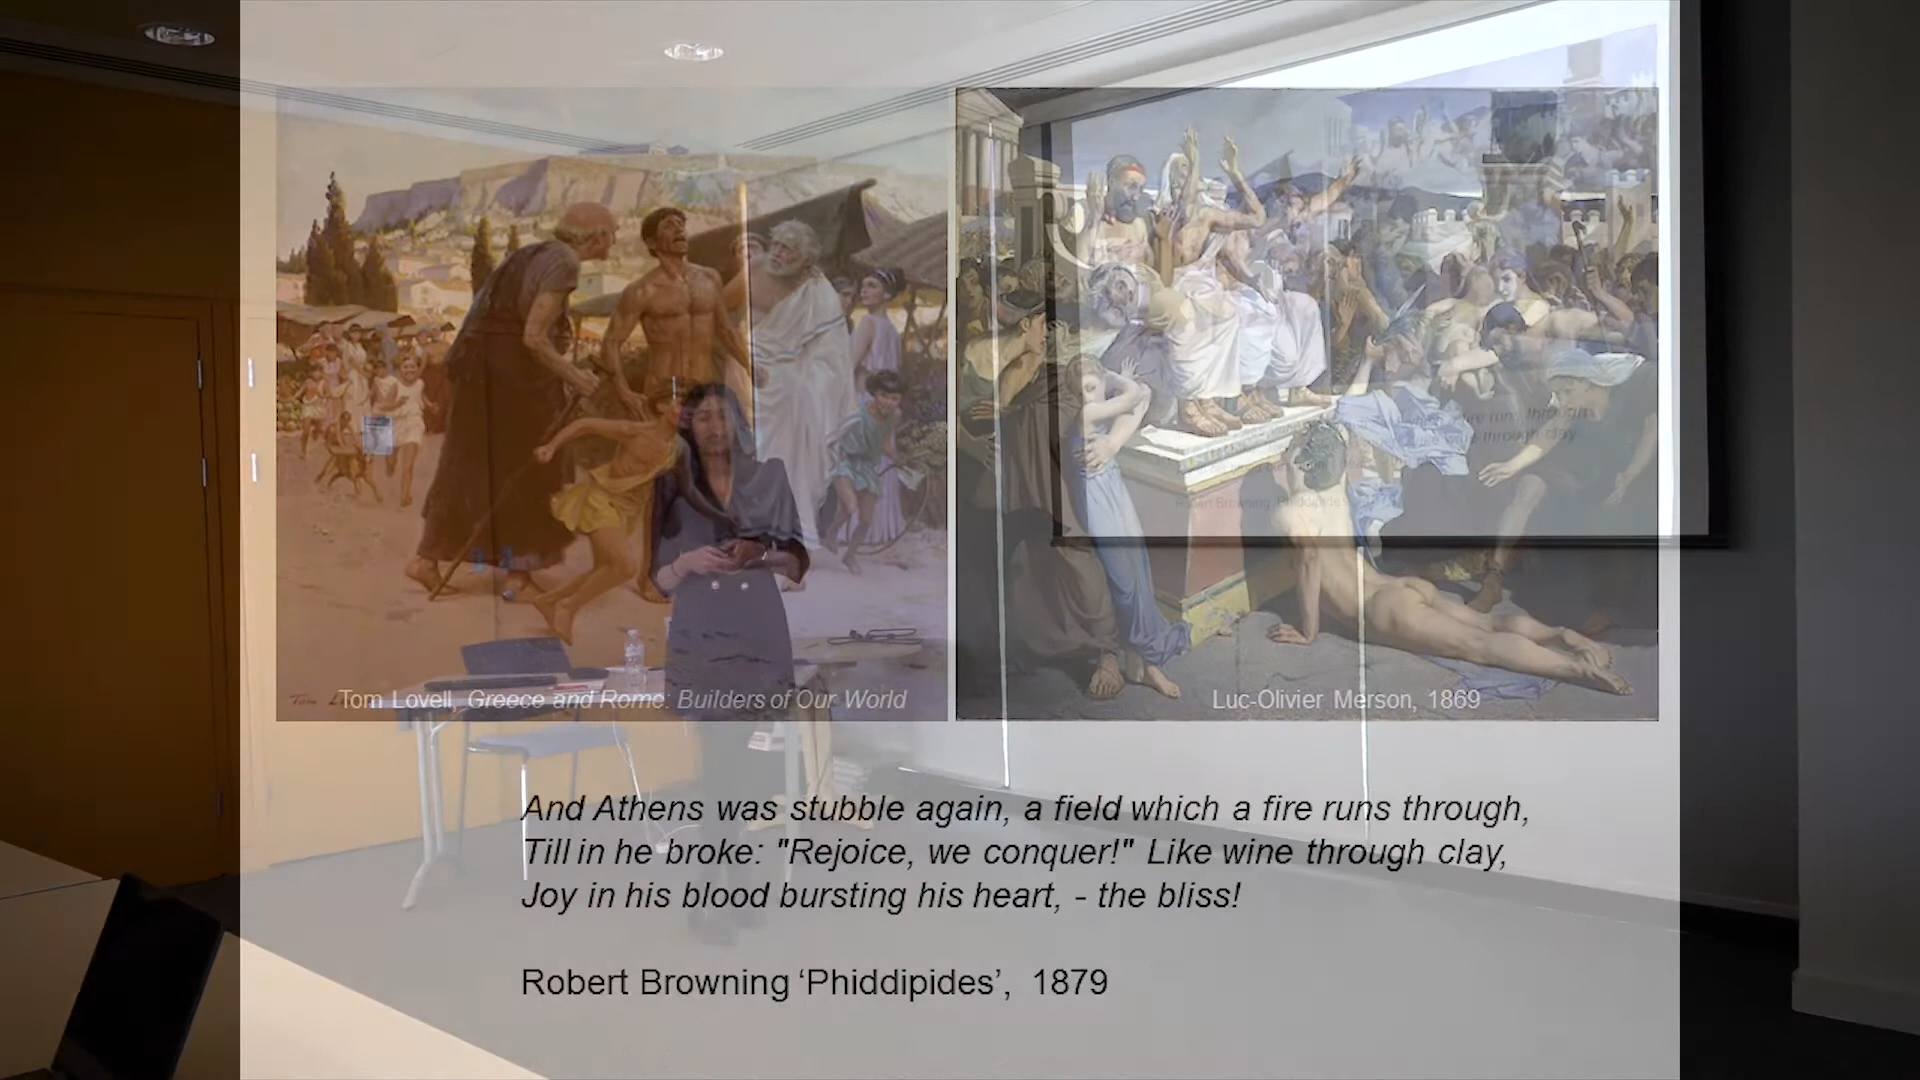 Tom Lovell, Greece and Rome: Builders of Our World
Luc-Olivier Merson, 1869
And Athens was stubble again, a field which a fire runs through,
Till in he broke: "Rejoice, we conquer!" Like wine through clay,
Joy in his blood bursting his heart, - the bliss!
Robert Browning ‘Phiddipides’, 1879